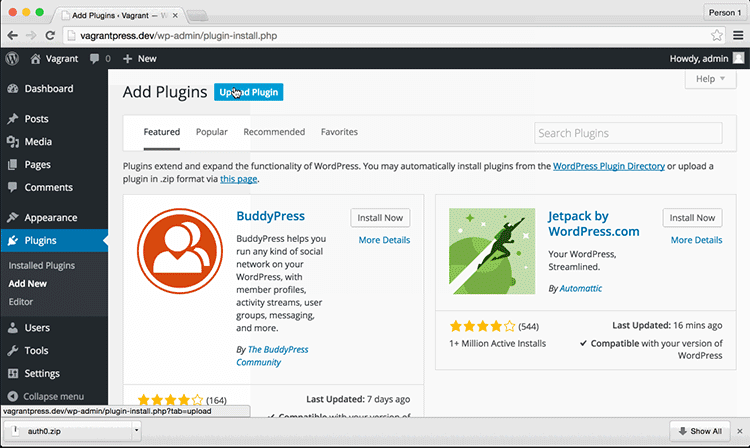 Add Plugins ‹ Vagrant — W
Person 1
vagrantpress.dev/wp-admin/plugin-install.php
Vagrant 0 + New
Howdy, admin
Dashboard
Posts
Media
Pages
Comments
Appearance
Plugins
Installed Plugins
Add New
Editor
Users
Tools
Settings
Collapse menu
Help
Add Plugins Upload Plugin
Featured Popular Recommended Favorites
Search Plugins
Plugins extend and expand the functionality of WordPress. You may automatically install plugins from the WordPress Plugin Directory or upload a
plugin in .zip format via this page.
BuddyPress
Install Now
More Details
BuddyPress helps you
run any kind of social
network on your
WordPress, with
member profiles,
activity streams, user
groups, messaging,
and more.
By The BuddyPress
Community
(164)
Last Updated: 7 days ago
Compatible with your version of
Jetpack by
WordPress.com
Install Now
More Details
Your WordPress,
Streamlined.
By Automattic
(544)
1+ Million Active Installs
Last Updated: 16 mins ago
Compatible with your version of
WordPress
vagrantpress.dev/wp-admin/plugin-install.php?tab=upload
auth0.zip
Show All